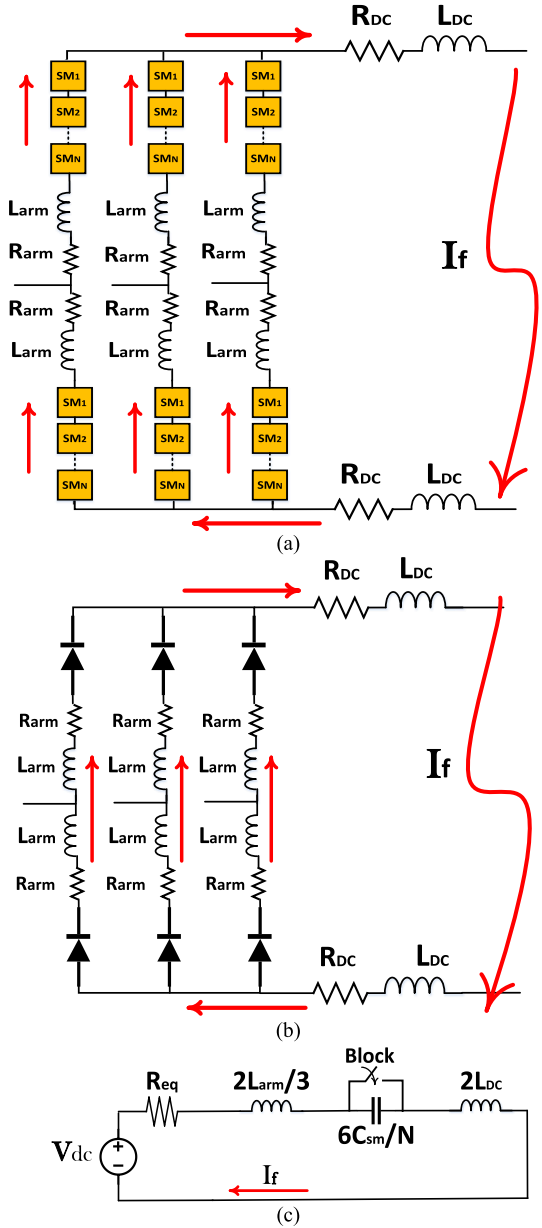 RDC LDC
SM1 SM1 SM1
SM2 SM2 SM2
SMN SMN SMN
Larm Larm Larm
Rarm Rarm Rarm
If
Rarm Rarm Rarm
Larm Larm Larm
SM1 SM1 SM1
SM2 SM2 SM2
SMN SMN SMN
RDC LDC
(a)
RDC LDC
Rarm Rarm Rarm
Larm Larm Larm
If
Larm Larm Larm
Rarm Rarm Rarm
RDC LDC
(b)
Block
Req 2Larm/3 2LDC
6Csm/N
Vdc
+
−
If
(c)